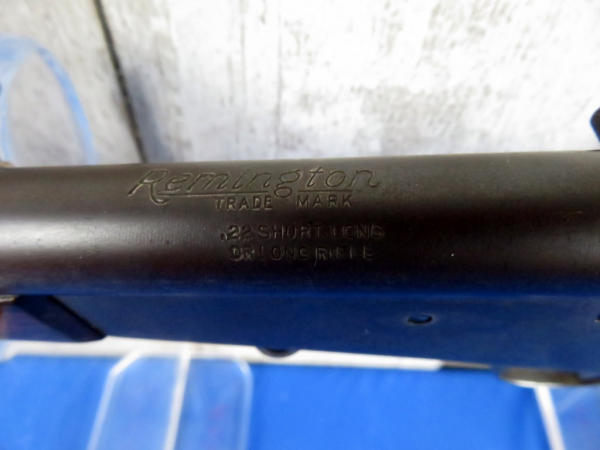 Remington
TRADE MARK
.22 SHORT LONG
OR LONG RIFLE